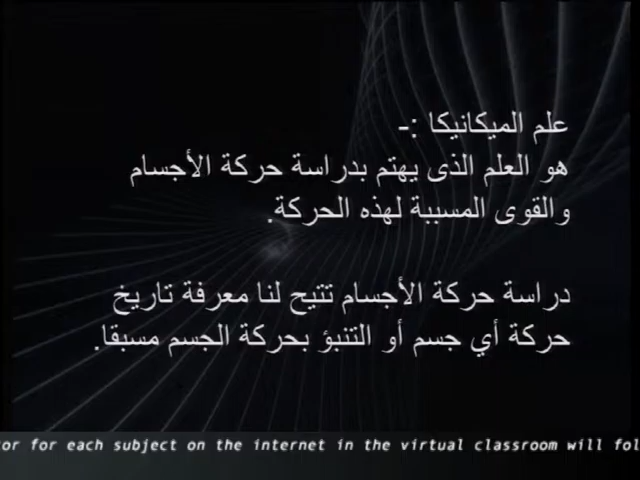 علم الميكانيكا :-
هو العلم الذى يهتم بدراسة حركة الأجسام
والقوى المسببة لهذه الحركة.
دراسة حركة الأجسام تتيح لنا معرفة تاريخ
حركة أي جسم أو التنبؤ بحركة الجسم مسبقا.
for each subject on the internet in the virtual classroom will